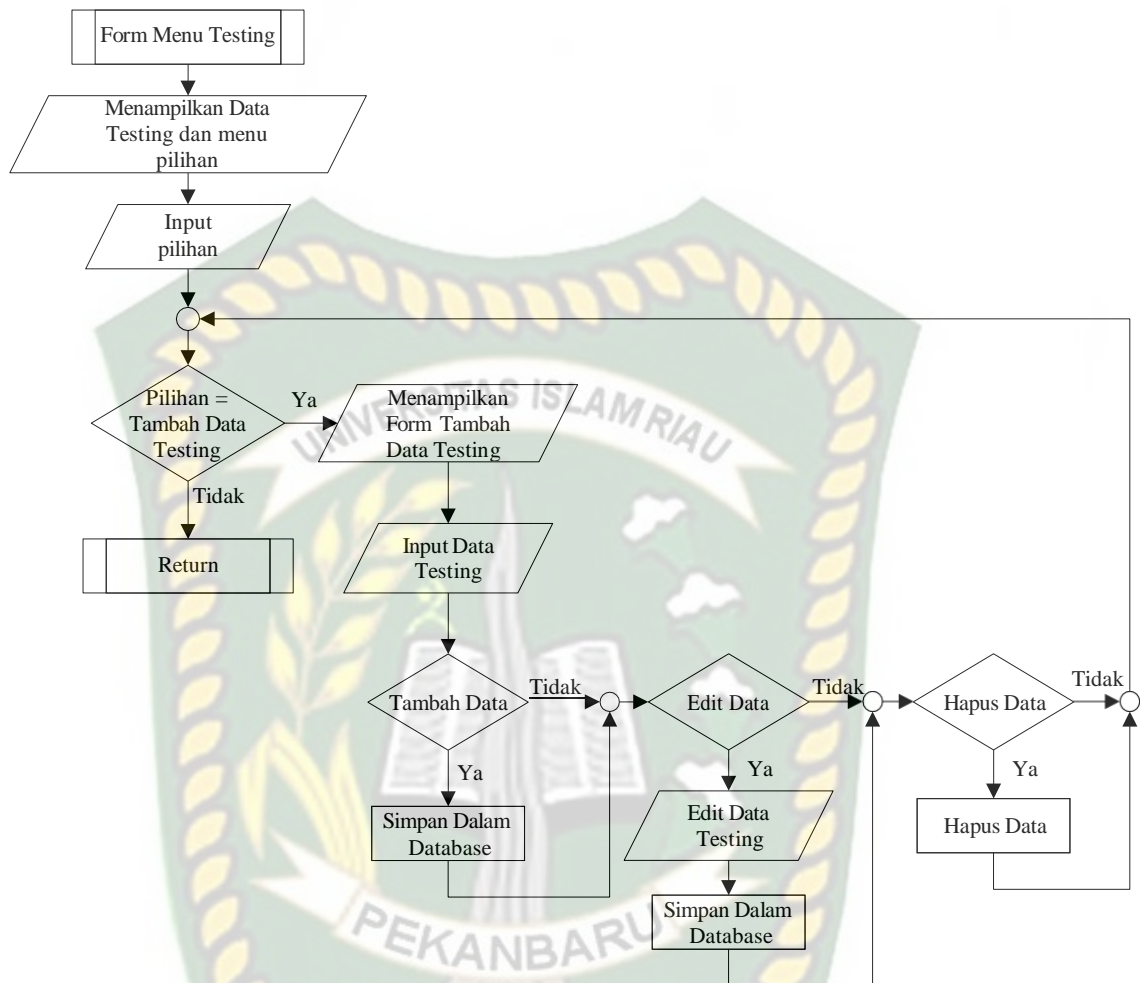 Form Menu Testing
Menampilkan Data
Testing dan menu
pilihan
Input
pilihan
Pilihan =
Tambah Data
Testing
Ya
Menampilkan
Form Tambah
Data Testing
Tidak
Return
Input Data
Testing
Tambah Data
Tidak
Edit Data
Tidak
Hapus Data
Tidak
Ya
Simpan Dalam
Database
Ya
Edit Data
Testing
Simpan Dalam
Database
Ya
Hapus Data
UNIVERSITAS ISLAM RIAU
PEKANBARU